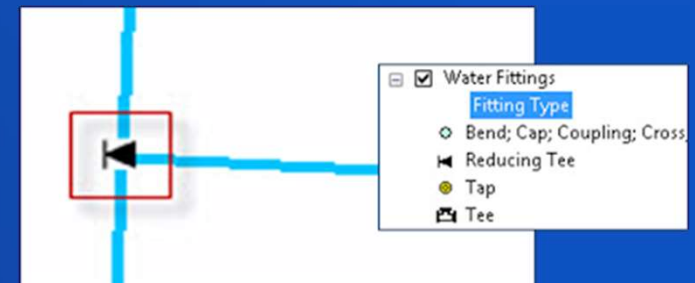 Water Fittings
Fitting Type
Bend; Cap; Coupling; Cross
Reducing Tee
Tap
Tee